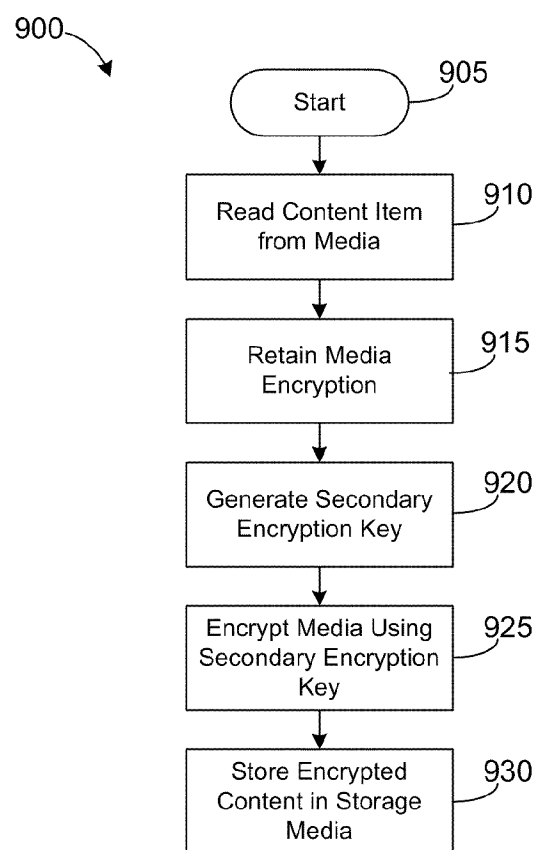 900
905
Start
910
Read Content Item
from Media
915
Retain Media
Encryption
920
Generate Secondary
Encryption Key
925
Encrypt Media Using
Secondary Encryption
Key
930
Store Encrypted
Content in Storage
Media